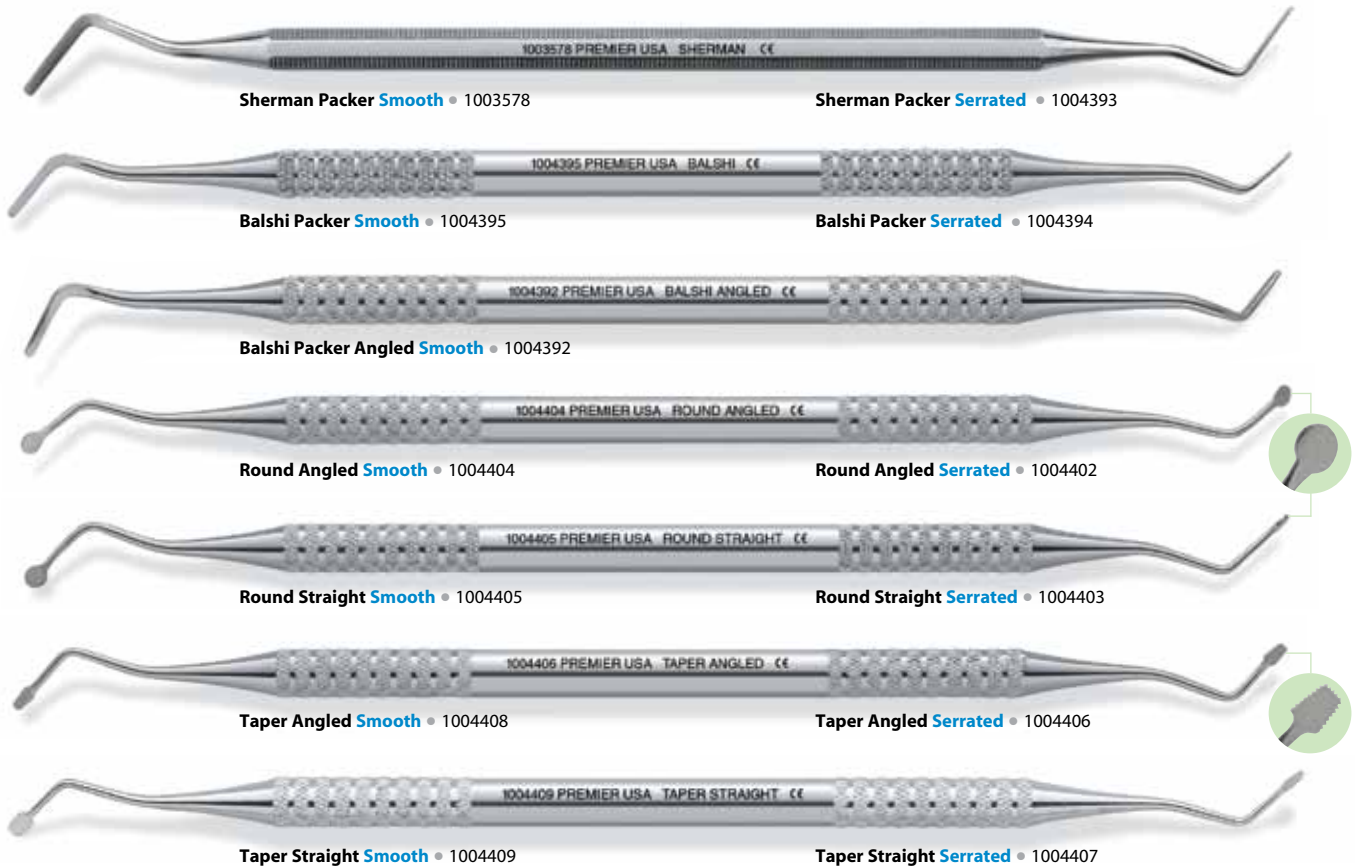 1003578 PREMIER USA SHERMAN CE
Sherman Packer Smooth • 1003578
Sherman Packer Serrated • 1004393
1004395 PREMIER USA BALSHI CE
Balshi Packer Smooth • 1004395
Balshi Packer Serrated • 1004394
1004392 PREMIER USA BALSHI ANGLED CE
Balshi Packer Angled Smooth • 1004392
1004404 PREMIER USA ROUND ANGLED CE
Round Angled Smooth • 1004404
Round Angled Serrated • 1004402
1004405 PREMIER USA ROUND STRAIGHT CE
Round Straight Smooth • 1004405
Round Straight Serrated • 1004403
1004406 PREMIER USA TAPER ANGLED CE
Taper Angled Smooth • 1004408
Taper Angled Serrated • 1004406
1004409 PREMIER USA TAPER STRAIGHT CE
Taper Straight Smooth • 1004409
Taper Straight Serrated • 1004407